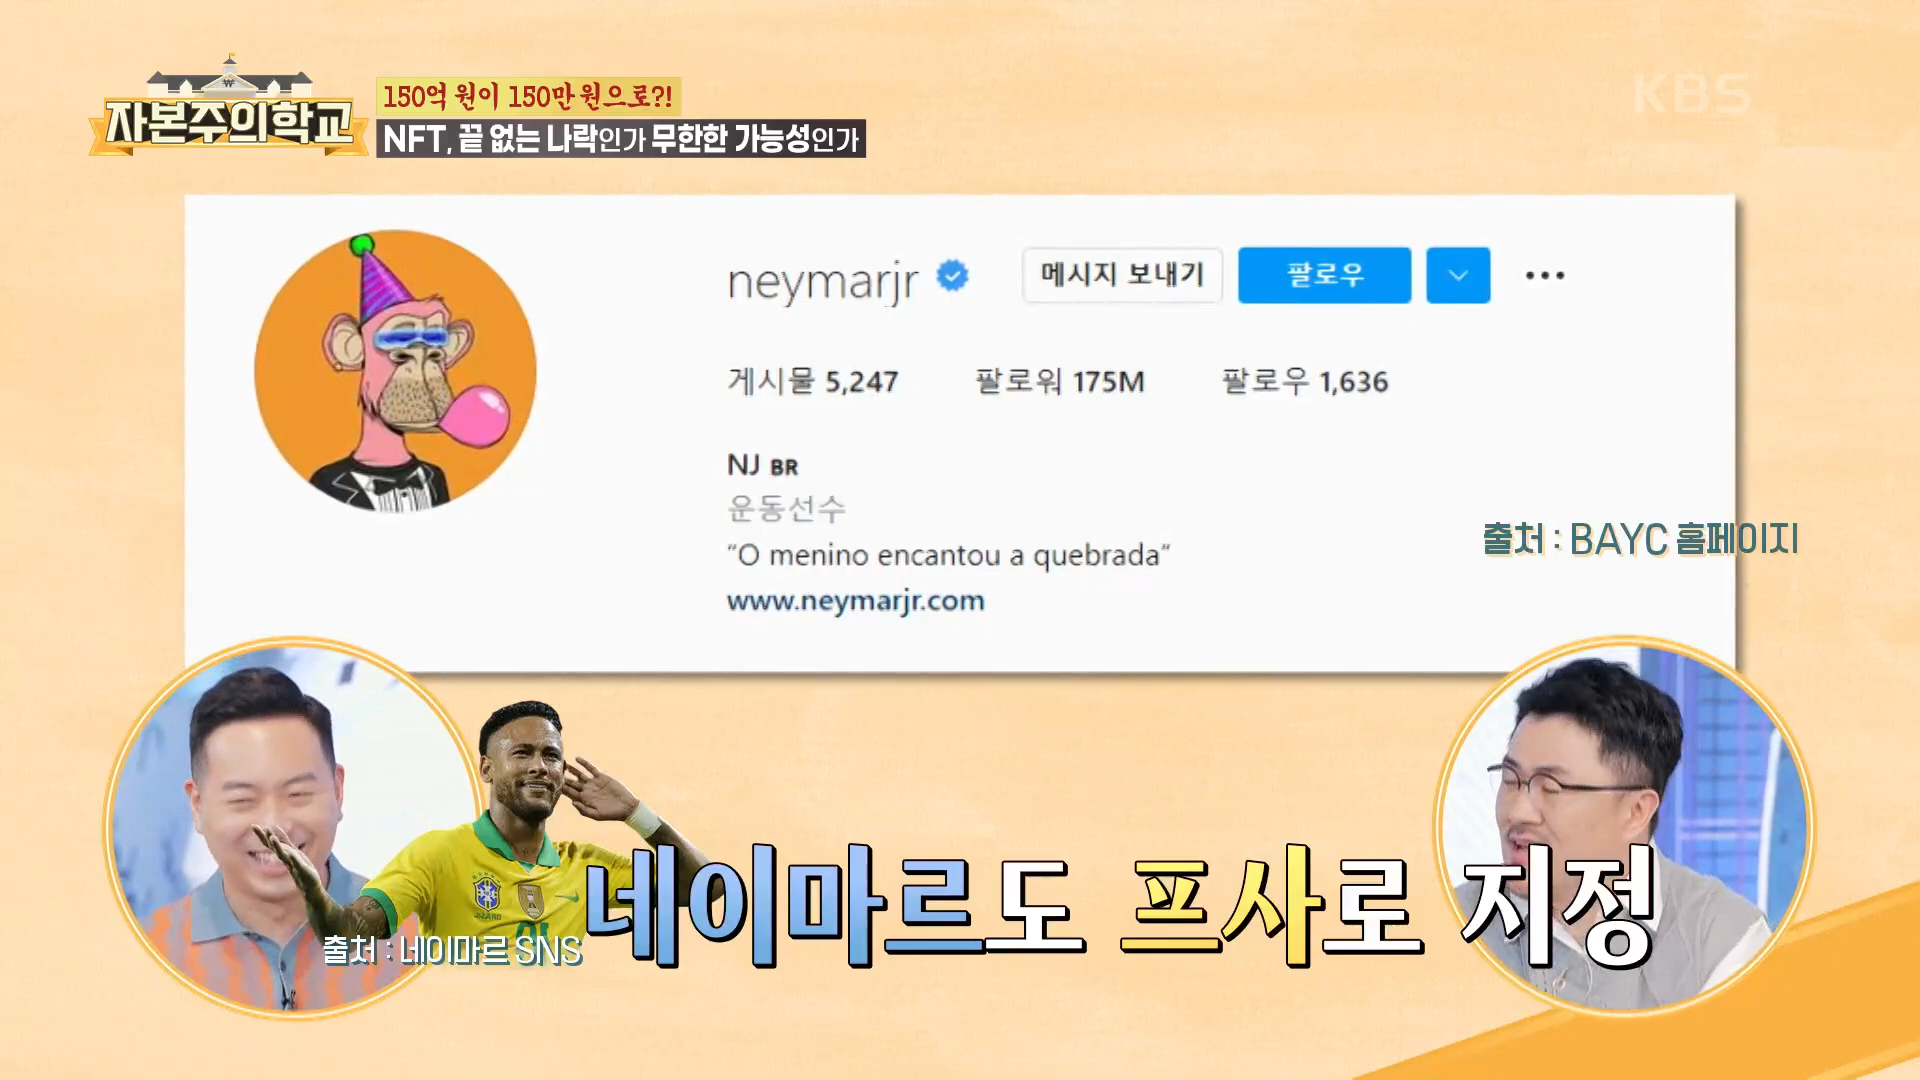 자본주의학교
150억 원이 150만 원으로?!
NFT, 끝 없는 나락인가 무한한 가능성인가
KBS
neymarjr
메시지 보내기
팔로우
게시물 5,247 팔로워 175M 팔로우 1,636
NJ BR
운동선수
“O menino encantou a quebrada”
www.neymarjr.com
출처 : BAYC 홈페이지
네이마르도 프사로 지정
출처 : 네이마르 SNS